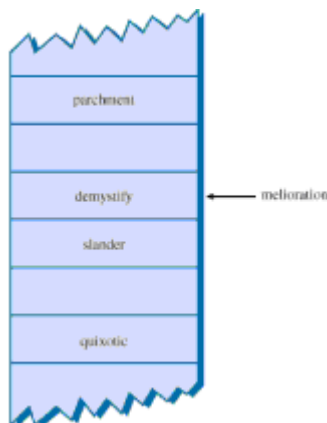 parchment
demystify
melioration
slander
quixotic